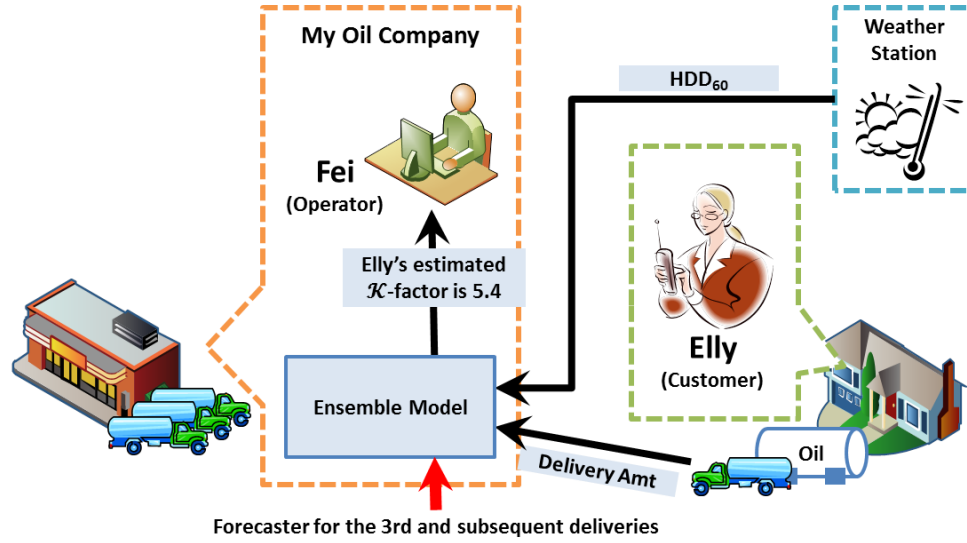 My Oil Company
Weather
Station
HDD₆₀
Fei
(Operator)
Elly's estimated
𝒦-factor is 5.4
Elly
(Customer)
Ensemble Model
Oil
Delivery Amt
Forecaster for the 3rd and subsequent deliveries